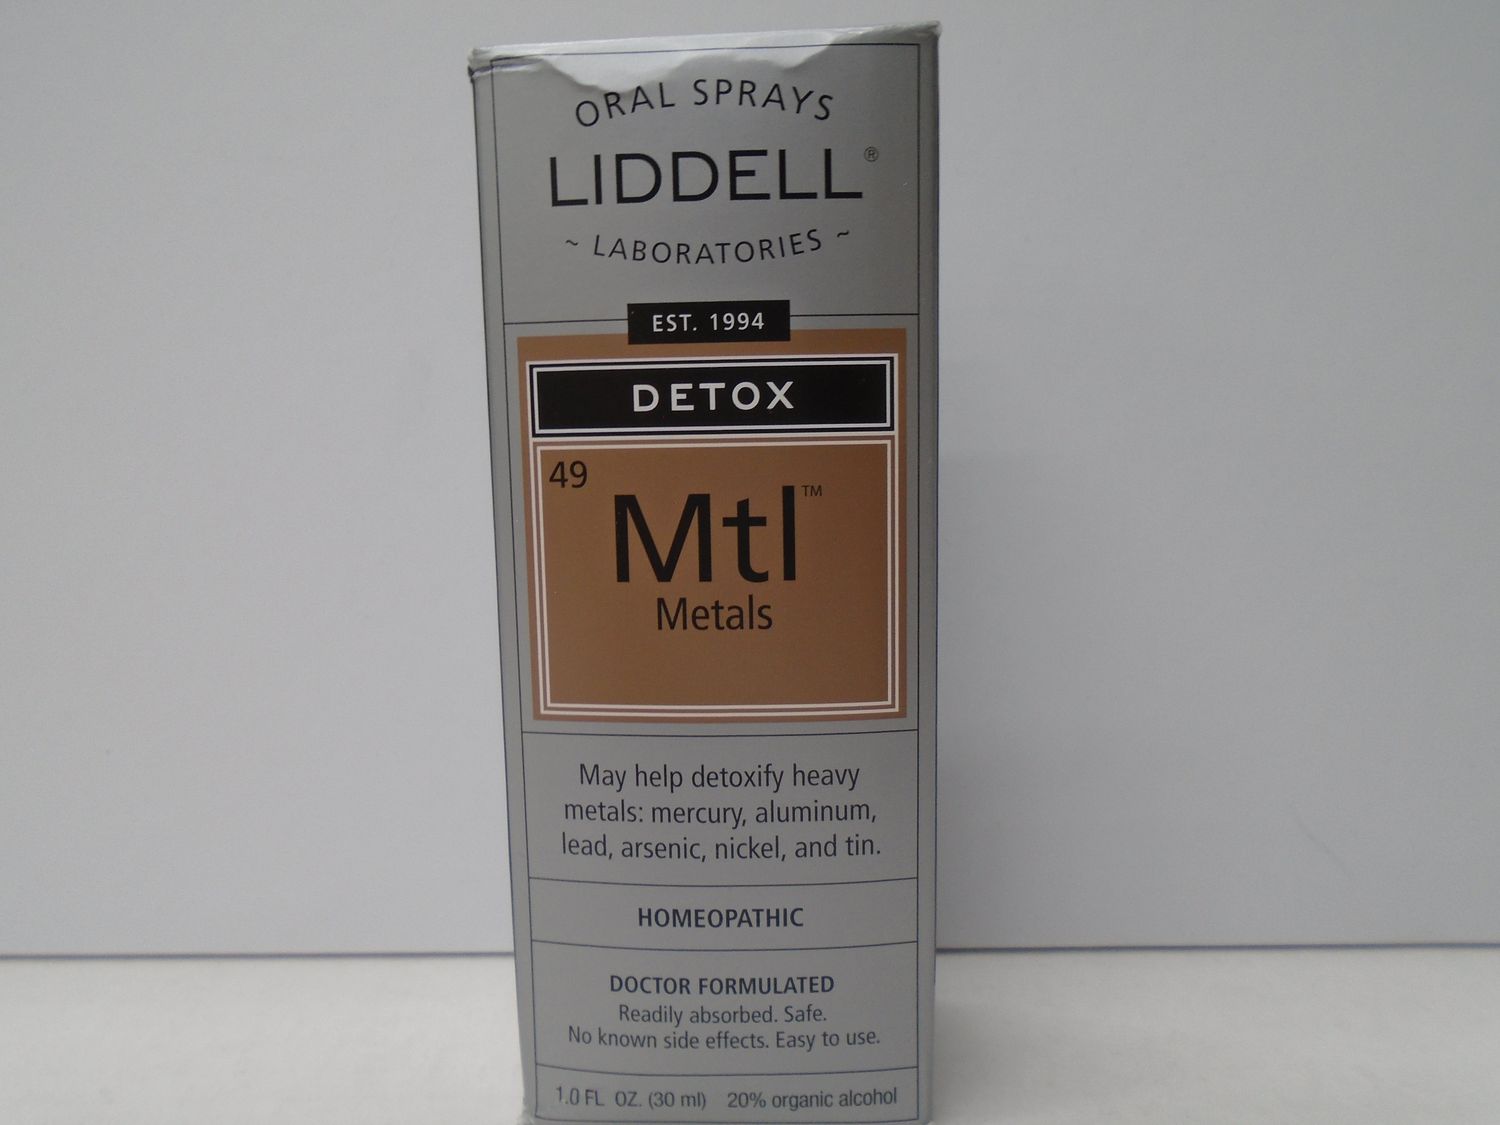 ORAL SPRAYS
LIDDELL®
~ LABORATORIES ~
EST. 1994
DETOX
49
Mtl™
Metals
May help detoxify heavy
metals: mercury, aluminum,
lead, arsenic, nickel, and tin.
HOMEOPATHIC
DOCTOR FORMULATED
Readily absorbed. Safe.
No known side effects. Easy to use.
1.0 FL OZ. (30 ml) 20% organic alcohol